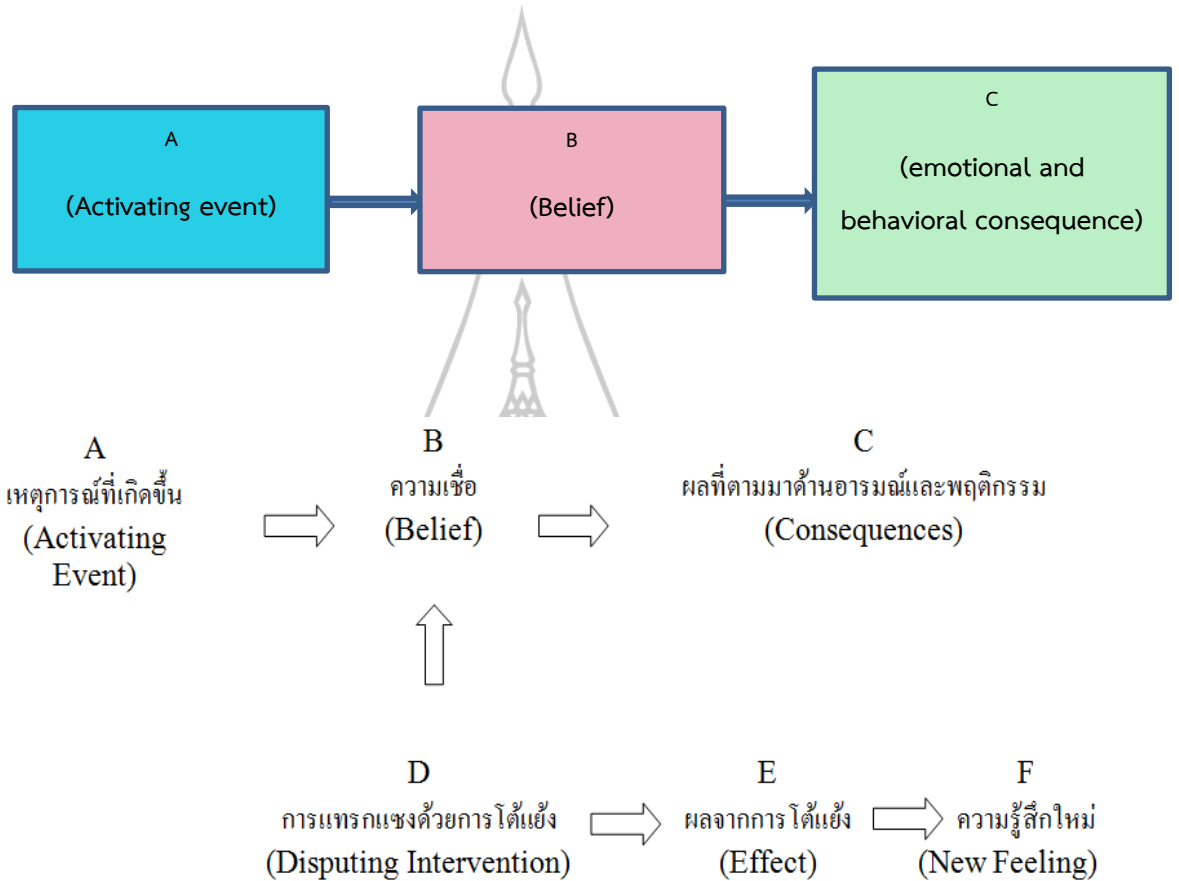 A
(Activating event)
B
(Belief)
C
(emotional and
behavioral consequence)
A
เหตุการณ์ที่เกิดขึ้น
(Activating
Event)
B
ความเชื่อ
(Belief)
C
ผลที่ตามมาด้านอารมณ์และพฤติกรรม
(Consequences)
D
การแทรกแซงด้วยการโต้แย้ง
(Disputing Intervention)
E
ผลจากการโต้แย้ง
(Effect)
F
ความรู้สึกใหม่
(New Feeling)